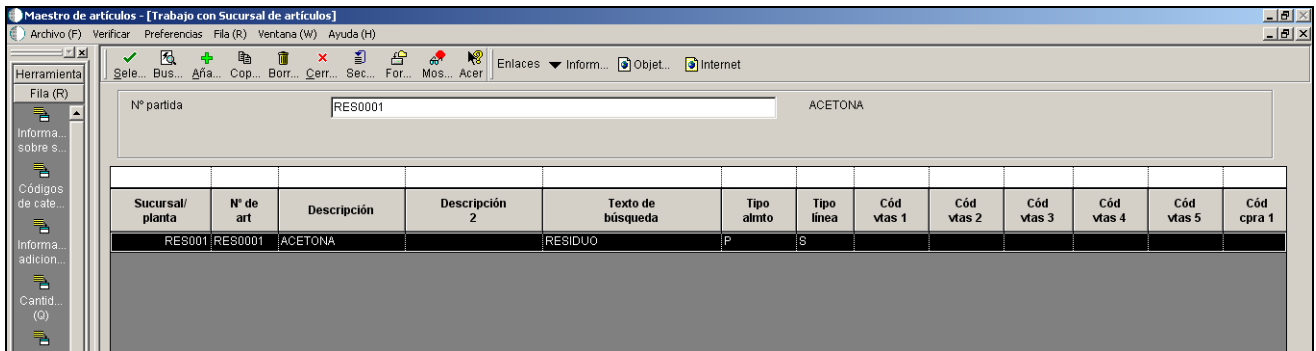 Maestro de artículos - [Trabajo con Sucursal de artículos]
Archivo (F) Verificar Preferencias Fila (R) Ventana (W) Ayuda (H)
Herramienta
Sele... Bus... Aña... Cop... Borr... Cerr... Sec... For... Mos... Acer Enlaces Inform... Objet... Internet
Fila (R)
Nº partida RES0001 ACETONA
Informa...
sobre s...
Códigos
de cate...
Informa...
adicion...
Cantid...
(Q)
Sucursal/
planta
Nº de
art
Descripción
Descripción
2
Texto de
búsqueda
Tipo
almto
Tipo
línea
Cód
vtas 1
Cód
vtas 2
Cód
vtas 3
Cód
vtas 4
Cód
vtas 5
Cód
cpra 1
RES001 RES0001 ACETONA RESIDUO P S